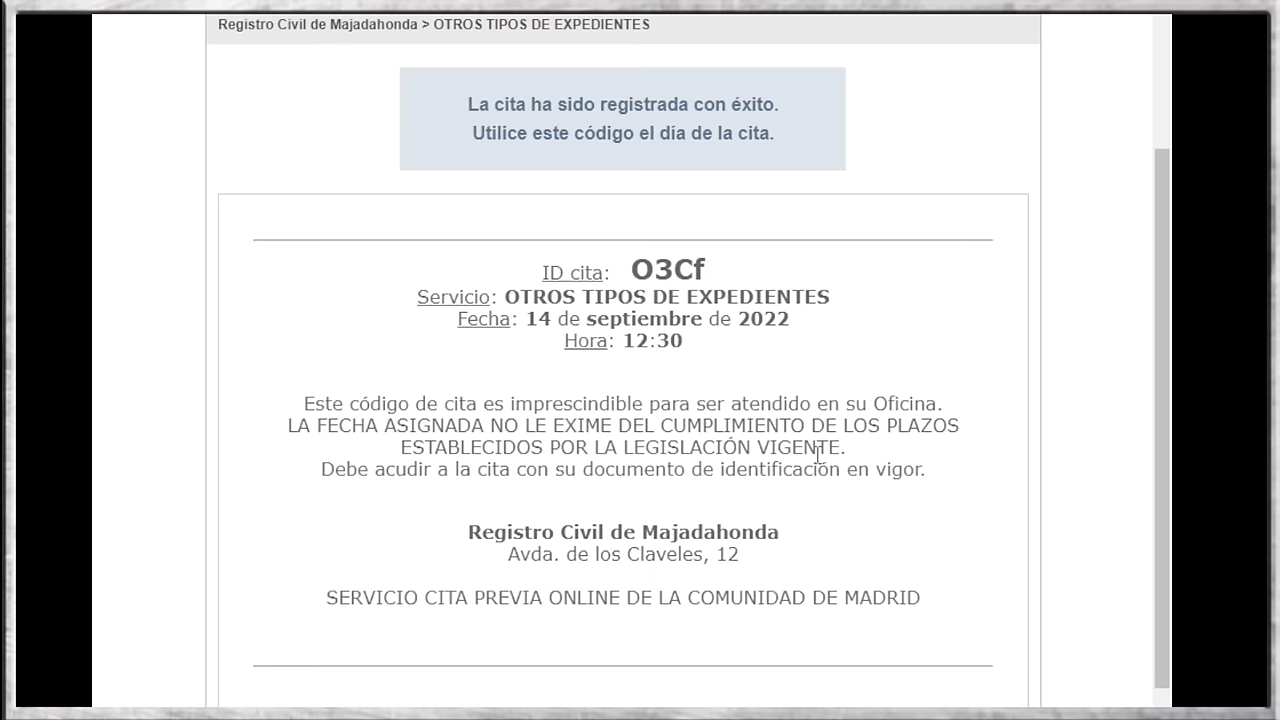 Registro Civil de Majadahonda > OTROS TIPOS DE EXPEDIENTES
La cita ha sido registrada con éxito.
Utilice este código el día de la cita.
ID cita: O3Cf
Servicio: OTROS TIPOS DE EXPEDIENTES
Fecha: 14 de septiembre de 2022
Hora: 12:30
Este código de cita es imprescindible para ser atendido en su Oficina.
LA FECHA ASIGNADA NO LE EXIME DEL CUMPLIMIENTO DE LOS PLAZOS
ESTABLECIDOS POR LA LEGISLACIÓN VIGENTE.
Debe acudir a la cita con su documento de identificación en vigor.
Registro Civil de Majadahonda
Avda. de los Claveles, 12
SERVICIO CITA PREVIA ONLINE DE LA COMUNIDAD DE MADRID